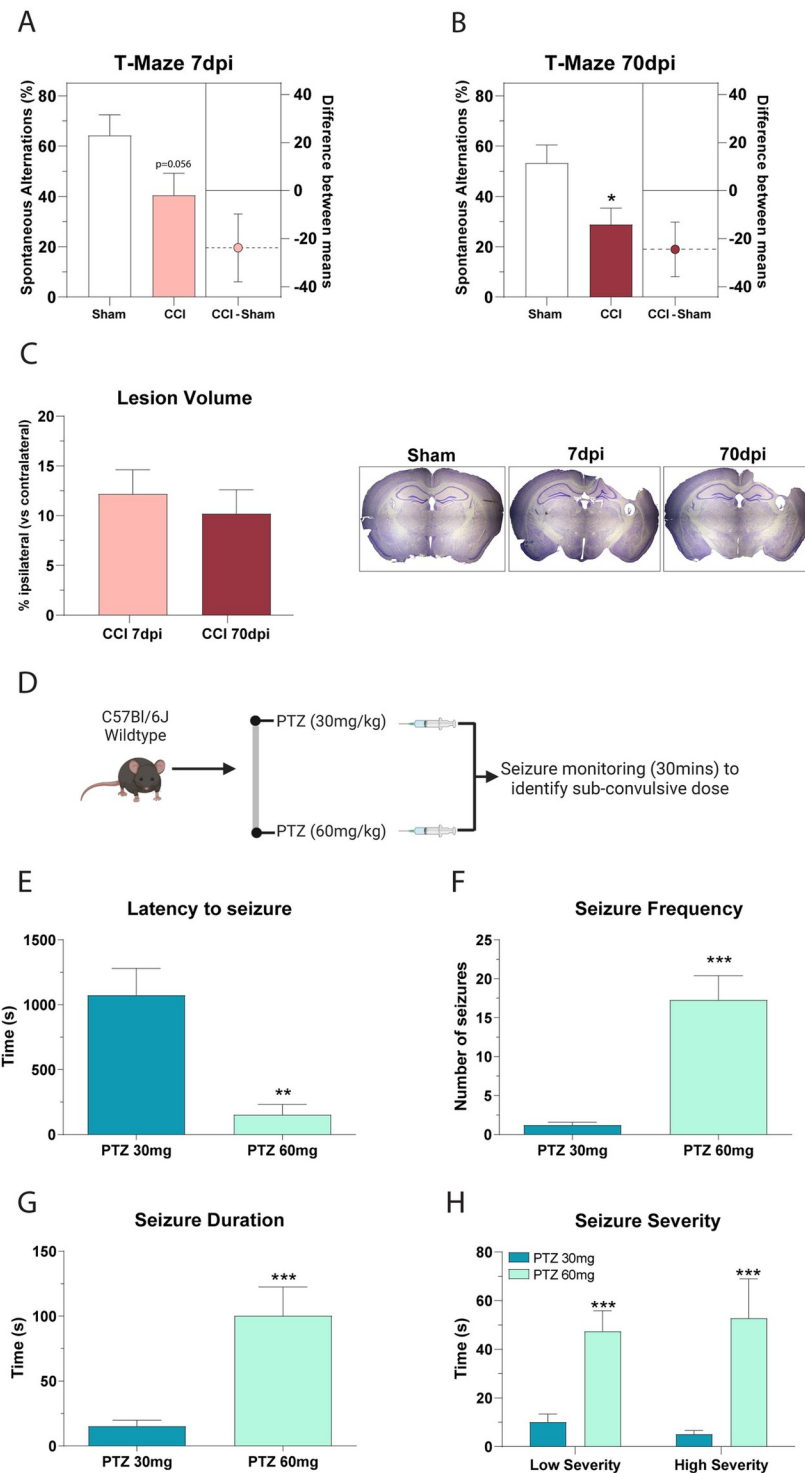 A
T-Maze 7dpi
Spontaneous Alternations (%)
80
60
40
20
0
p=0.056
Sham
CCI
CCI - Sham
40
20
0
-20
-40
Difference between means
B
T-Maze 70dpi
Spontaneous Alternations (%)
80
60
40
20
0
*
Sham
CCI
CCI - Sham
40
20
0
-20
-40
Difference between means
C
Lesion Volume
% ipsilateral (vs contralateral)
20
15
10
5
0
CCI 7dpi
CCI 70dpi
Sham
7dpi
70dpi
D
C57Bl/6J
Wildtype
PTZ (30mg/kg)
PTZ (60mg/kg)
Seizure monitoring (30mins) to
identify sub-convulsive dose
E
Latency to seizure
Time (s)
1500
1000
500
0
**
PTZ 30mg
PTZ 60mg
F
Seizure Frequency
Number of seizures
25
20
15
10
5
0
***
PTZ 30mg
PTZ 60mg
G
Seizure Duration
Time (s)
150
100
50
0
***
PTZ 30mg
PTZ 60mg
H
Seizure Severity
Time (s)
80
60
40
20
0
PTZ 30mg
PTZ 60mg
***
***
Low Severity
High Severity